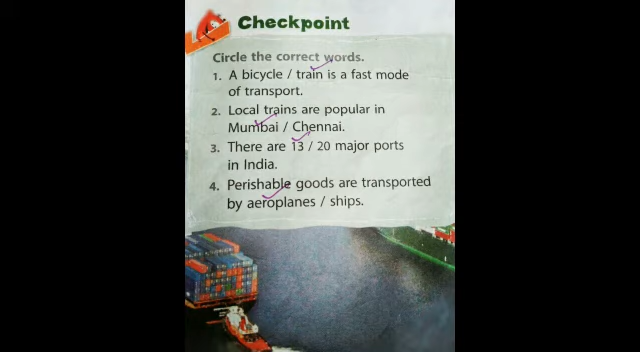 Checkpoint
Circle the correct words.
1. A bicycle / train is a fast mode
of transport.
2. Local trains are popular in
Mumbai / Chennai.
3. There are 13 / 20 major ports
in India.
4. Perishable goods are transported
by aeroplanes / ships.